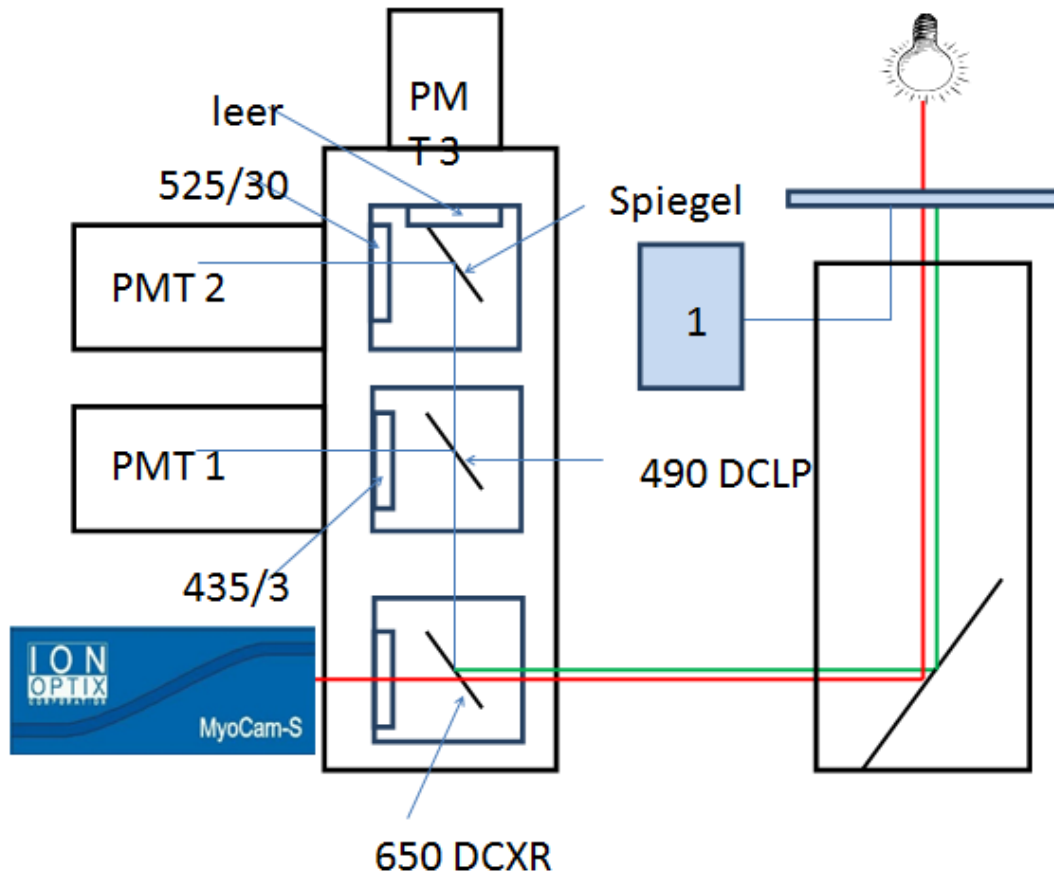 PM
T 3
leer
525/30
Spiegel
PMT 2
1
PMT 1
490 DCLP
435/3
ION
OPTIX
CORPORATION
MyoCam-S
650 DCXR